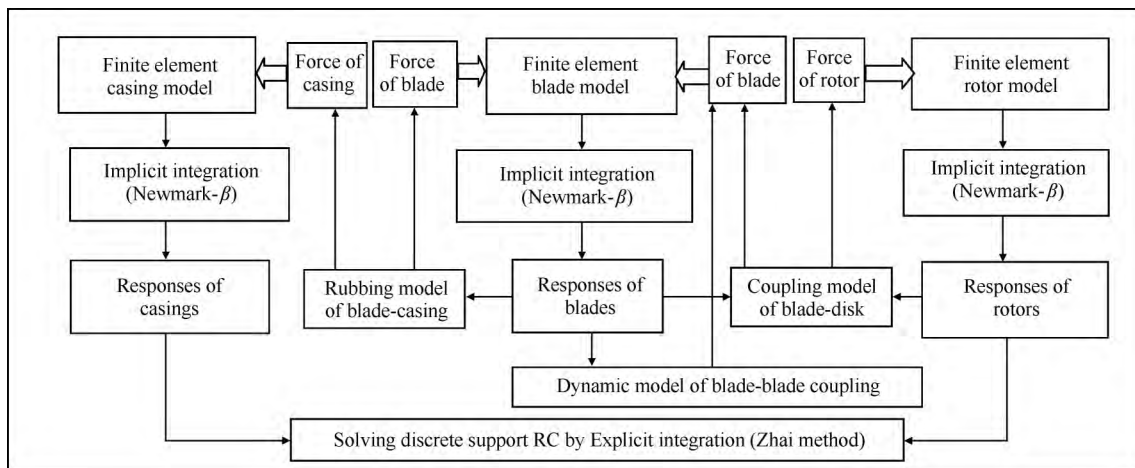 Finite element
casing model
Force of
casing
Force
of blade
Finite element
blade model
Force
of blade
Force
of rotor
Finite element
rotor model
Implicit integration
(Newmark-β)
Implicit integration
(Newmark-β)
Implicit integration
(Newmark-β)
Responses of
casings
Rubbing model
of blade-casing
Responses of
blades
Coupling model
of blade-disk
Responses of
rotors
Dynamic model of blade-blade coupling
Solving discrete support RC by Explicit integration (Zhai method)